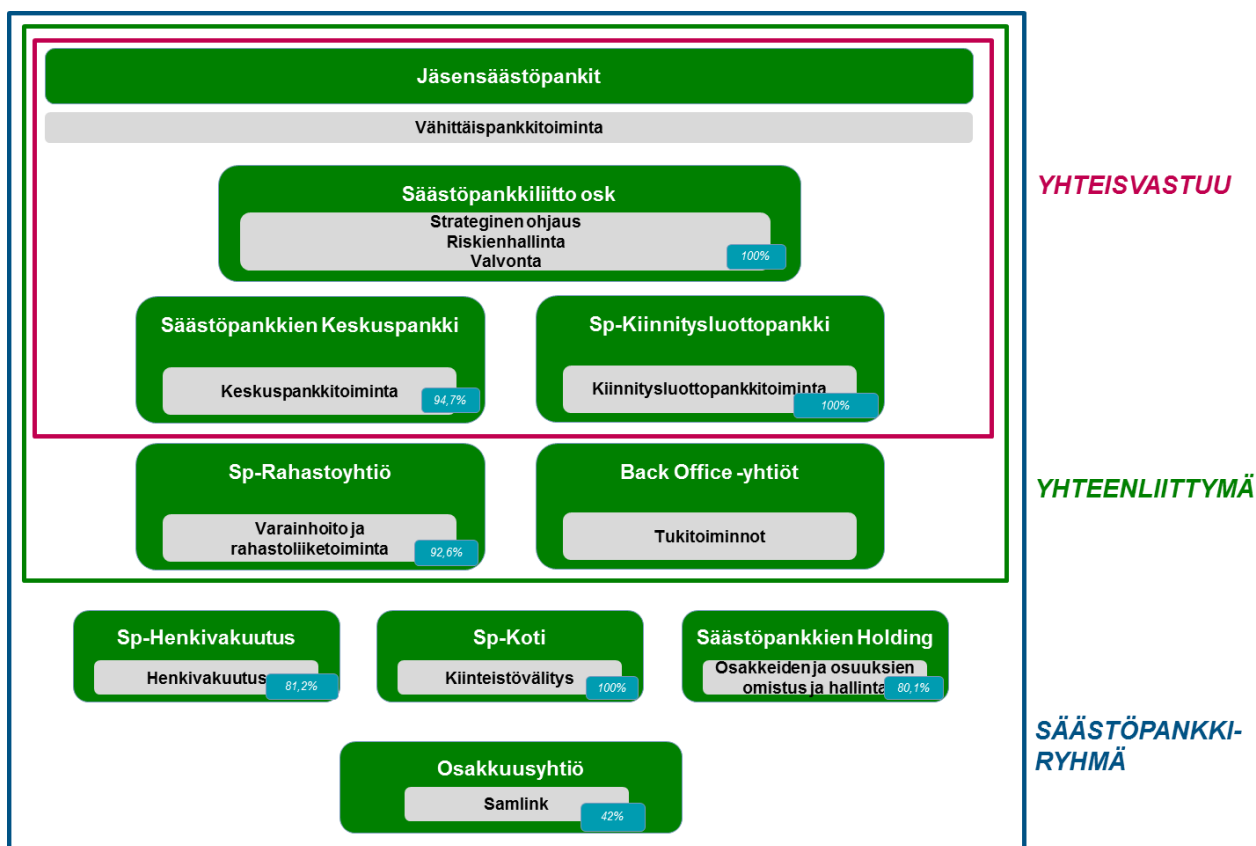 Jäsensäästöpankit
Vähittäispankkitoiminta
YHTEISVASTUU
Säästöpankkiliitto osk
Strateginen ohjaus
Riskienhallinta
Valvonta
100%
Säästöpankkien Keskuspankki
Keskuspankkitoiminta
94,7%
Sp-Kiinnitysluottopankki
Kiinnitysluottopankkitoiminta
100%
Sp-Rahastoyhtiö
Varainhoito ja
rahastoliiketoiminta
92,6%
Back Office -yhtiöt
Tukitoiminnot
YHTEENLIITTYMÄ
Sp-Henkivakuutus
Henkivakuutus
81,2%
Sp-Koti
Kiinteistövälitys
100%
Säästöpankkien Holding
Osakkeiden ja osuuksien
omistus ja hallinta
80,1%
SÄÄSTÖPANKKI-
RYHMÄ
Osakkuusyhtiö
Samlink
42%